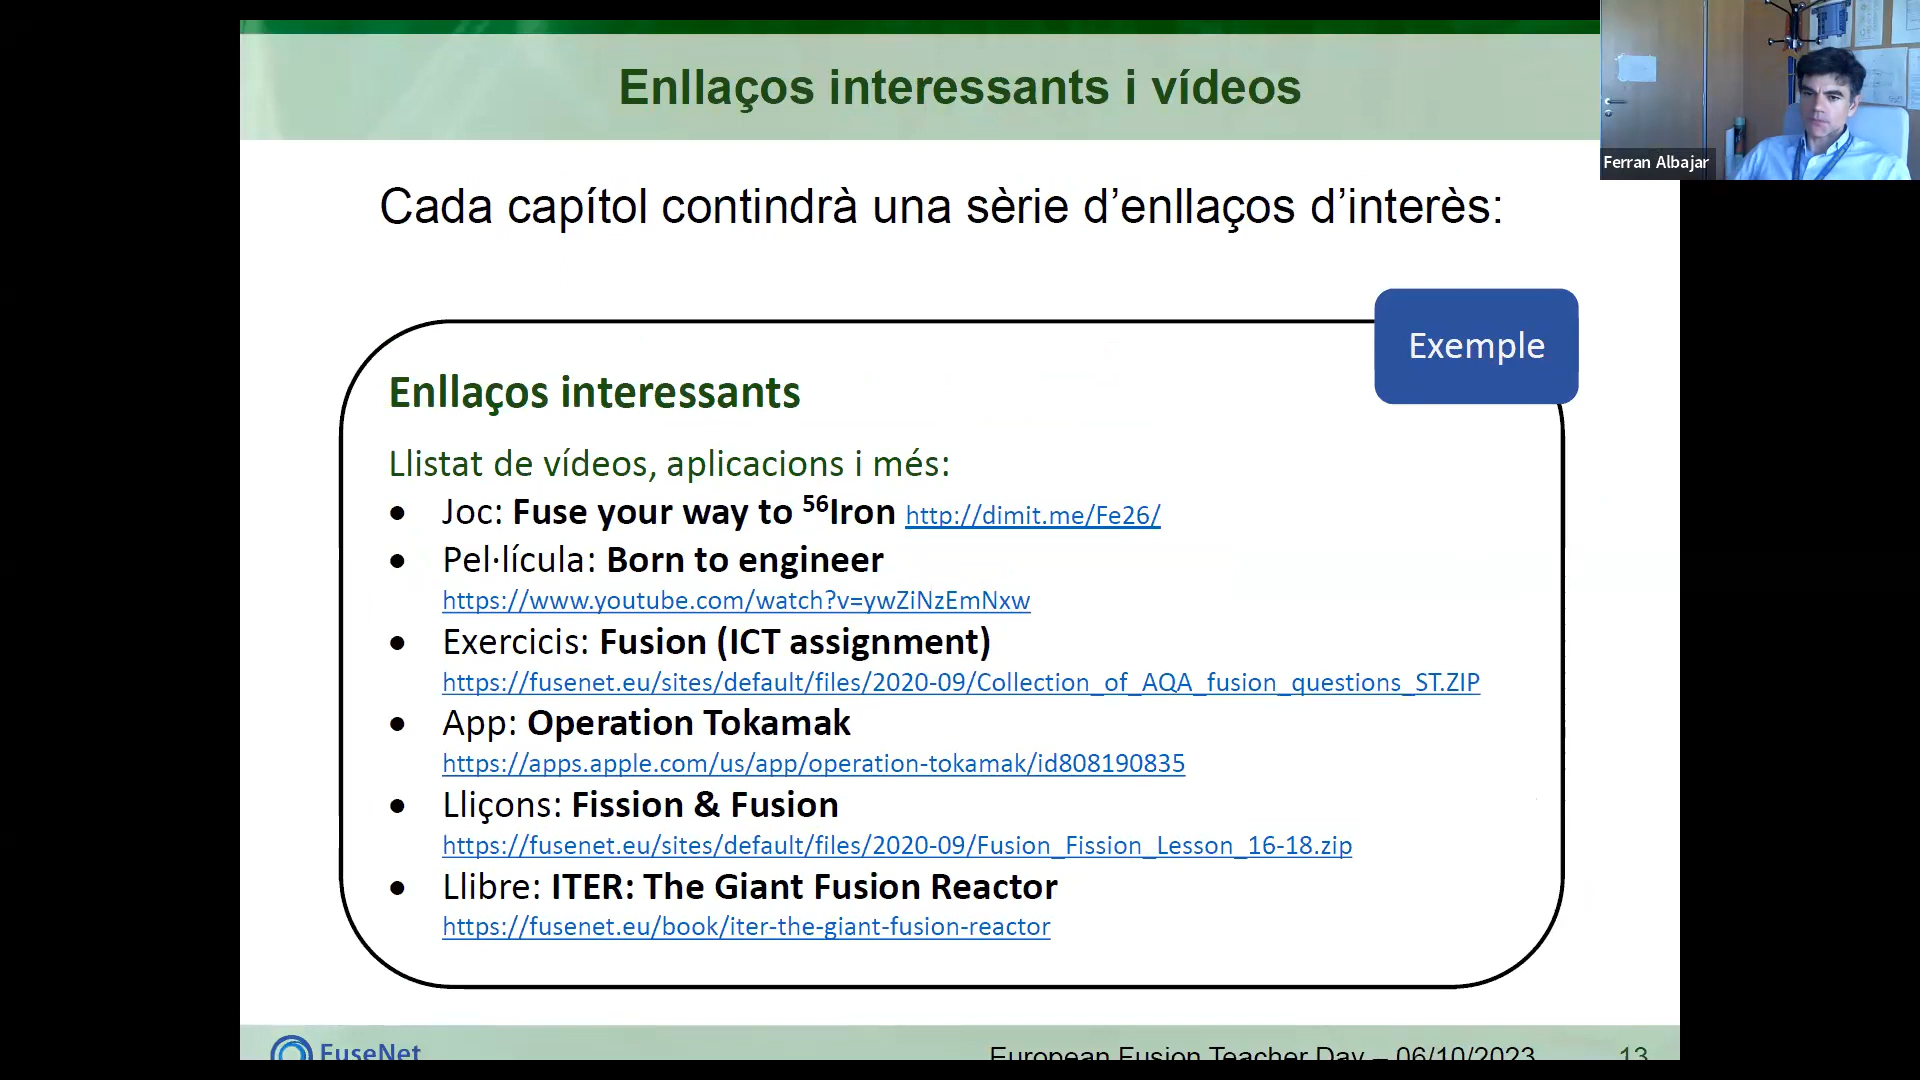 Enllaços interessants i vídeos
Ferran Albajar
Cada capítol contindrà una sèrie d’enllaços d’interès:
Exemple
Enllaços interessants
Llistat de vídeos, aplicacions i més:
• Joc: Fuse your way to ⁵⁶Iron http://dimit.me/Fe26/
• Pel·lícula: Born to engineer
https://www.youtube.com/watch?v=ywZiNzEmNxw
• Exercicis: Fusion (ICT assignment)
https://fusenet.eu/sites/default/files/2020-09/Collection_of_AQA_fusion_questions_ST.ZIP
• App: Operation Tokamak
https://apps.apple.com/us/app/operation-tokamak/id808190835
• Lliçons: Fission & Fusion
https://fusenet.eu/sites/default/files/2020-09/Fusion_Fission_Lesson_16-18.zip
• Llibre: ITER: The Giant Fusion Reactor
https://fusenet.eu/book/iter-the-giant-fusion-reactor
FuseNet
European Fusion Teacher Day – 06/10/2023
13